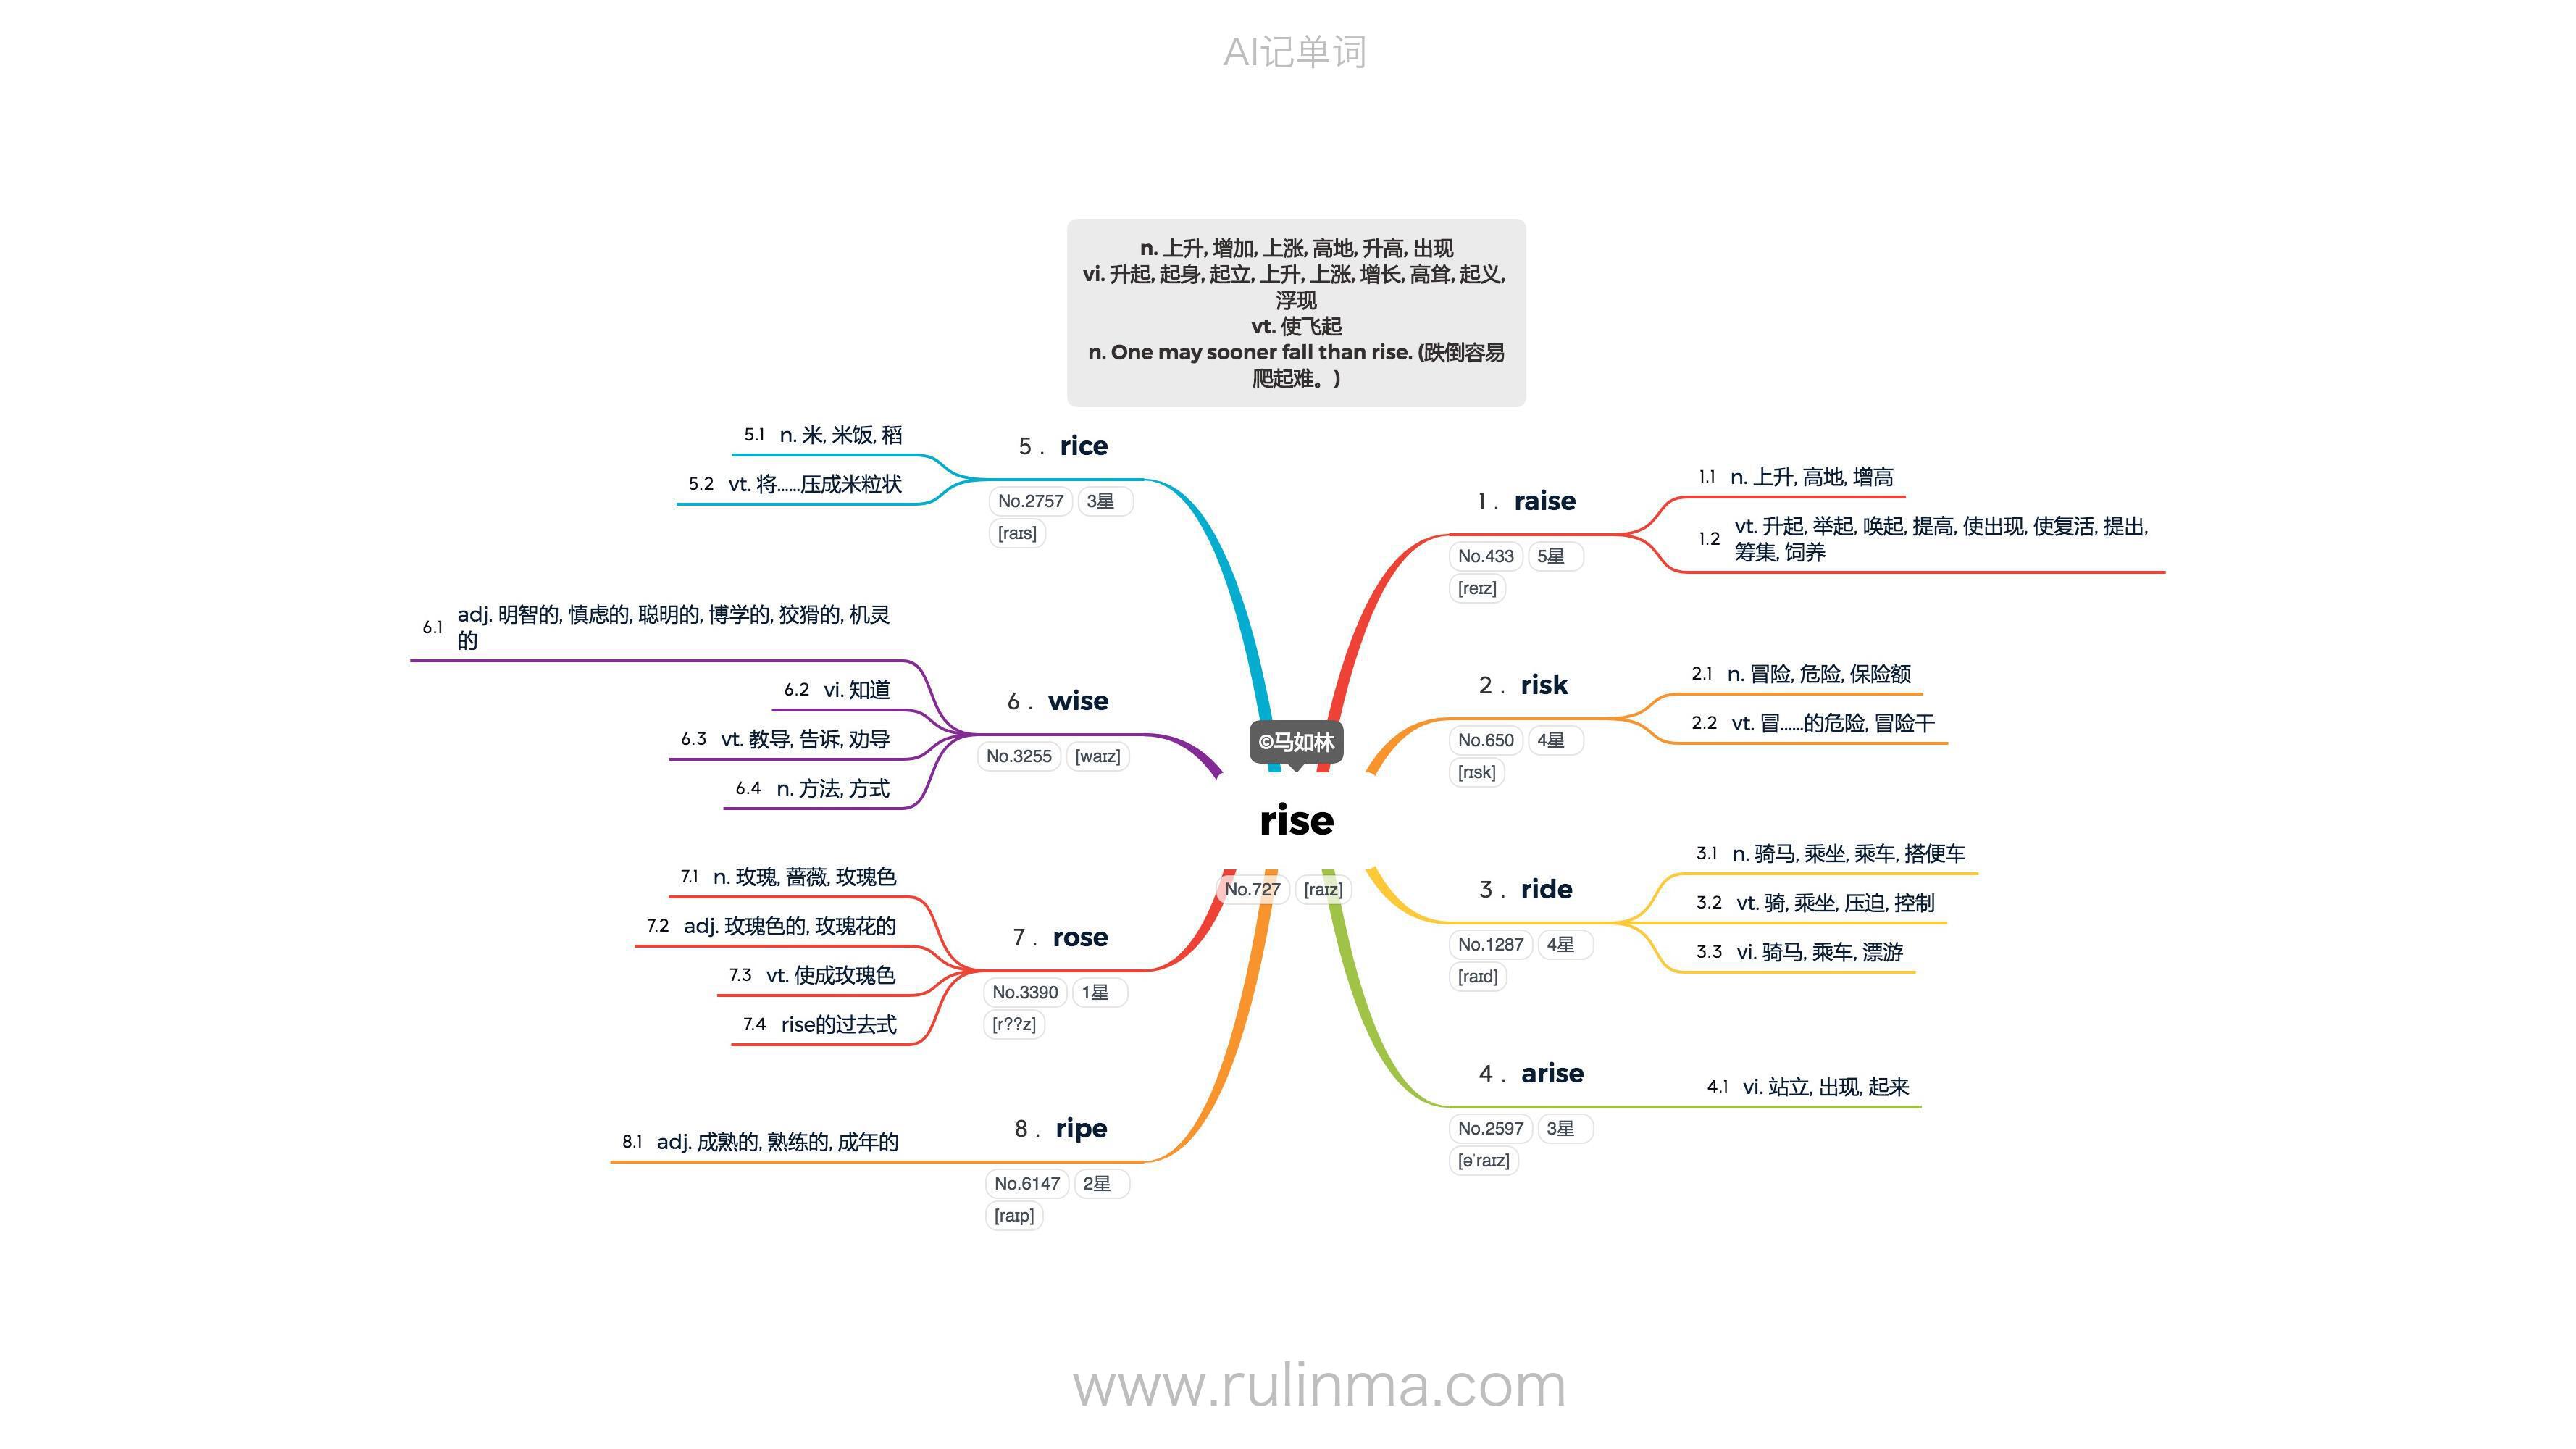 AI记单词
n. 上升, 增加, 上涨, 高地, 升高, 出现
vi. 升起, 起身, 起立, 上升, 上涨, 增长, 高耸, 起义,
浮现
vt. 使飞起
n. One may sooner fall than rise. (跌倒容易
爬起难。)
©马如林
rise
No.727 [raɪz]
1 . raise
No.433 5星
[reɪz]
1.1 n. 上升, 高地, 增高
1.2 vt. 升起, 举起, 唤起, 提高, 使出现, 使复活, 提出,
筹集, 饲养
2 . risk
No.650 4星
[rɪsk]
2.1 n. 冒险, 危险, 保险额
2.2 vt. 冒......的危险, 冒险干
3 . ride
No.1287 4星
[raɪd]
3.1 n. 骑马, 乘坐, 乘车, 搭便车
3.2 vt. 骑, 乘坐, 压迫, 控制
3.3 vi. 骑马, 乘车, 漂游
4 . arise
No.2597 3星
[əˈraɪz]
4.1 vi. 站立, 出现, 起来
5 . rice
No.2757 3星
[raɪs]
5.1 n. 米, 米饭, 稻
5.2 vt. 将......压成米粒状
6 . wise
No.3255 [waɪz]
6.1 adj. 明智的, 慎虑的, 聪明的, 博学的, 狡猾的, 机灵
的
6.2 vi. 知道
6.3 vt. 教导, 告诉, 劝导
6.4 n. 方法, 方式
7 . rose
No.3390 1星
[r??z]
7.1 n. 玫瑰, 蔷薇, 玫瑰色
7.2 adj. 玫瑰色的, 玫瑰花的
7.3 vt. 使成玫瑰色
7.4 rise的过去式
8 . ripe
No.6147 2星
[raɪp]
8.1 adj. 成熟的, 熟练的, 成年的
www.rulinma.com